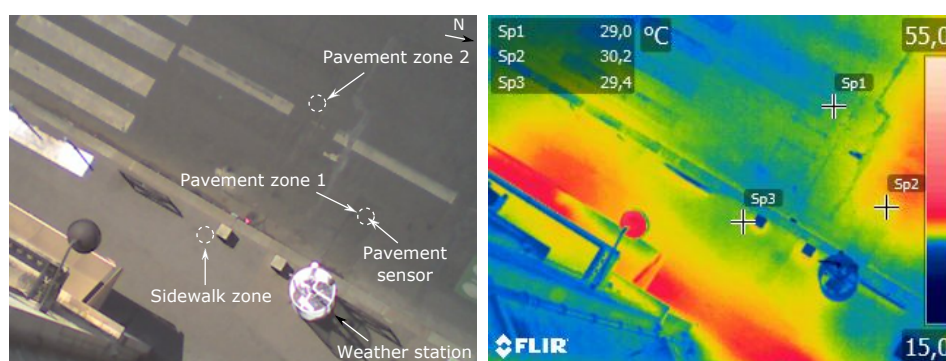 N
Pavement zone 2
Pavement zone 1
Pavement
sensor
Sidewalk zone
Weather station
Sp1 29,0 °C
Sp2 30,2
Sp3 29,4
55,0
Sp1
Sp2
Sp3
FLIR
15,0